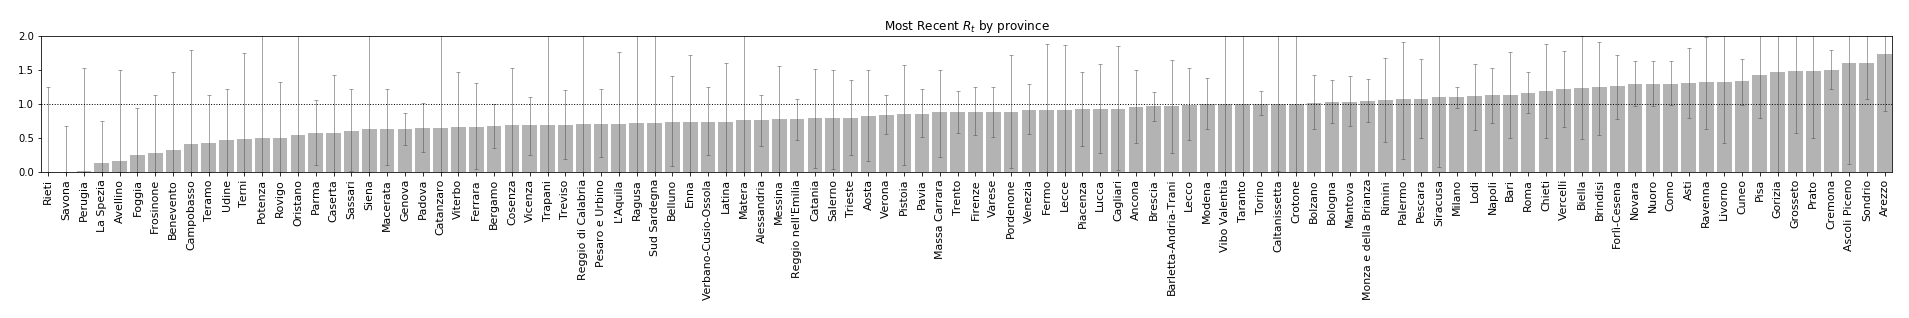 Most Recent Rt by province
2.0
1.5
1.0
0.5
0.0
Rieti
Savona
Perugia
La Spezia
Avellino
Foggia
Frosinone
Benevento
Campobasso
Teramo
Udine
Terni
Potenza
Rovigo
Oristano
Parma
Caserta
Sassari
Siena
Macerata
Genova
Padova
Catanzaro
Viterbo
Ferrara
Bergamo
Cosenza
Vicenza
Trapani
Treviso
Reggio di Calabria
Pesaro e Urbino
L'Aquila
Ragusa
Sud Sardegna
Belluno
Enna
Verbano-Cusio-Ossola
Latina
Matera
Alessandria
Messina
Reggio nell'Emilia
Catania
Salerno
Trieste
Aosta
Verona
Pistoia
Pavia
Massa Carrara
Trento
Firenze
Varese
Pordenone
Venezia
Fermo
Lecce
Piacenza
Lucca
Cagliari
Ancona
Brescia
Barletta-Andria-Trani
Lecco
Modena
Vibo Valentia
Taranto
Torino
Caltanissetta
Crotone
Bolzano
Bologna
Mantova
Monza e della Brianza
Rimini
Palermo
Pescara
Siracusa
Milano
Lodi
Napoli
Bari
Roma
Chieti
Vercelli
Biella
Brindisi
Forlì-Cesena
Novara
Nuoro
Como
Asti
Ravenna
Livorno
Cuneo
Pisa
Gorizia
Grosseto
Prato
Cremona
Ascoli Piceno
Sondrio
Arezzo